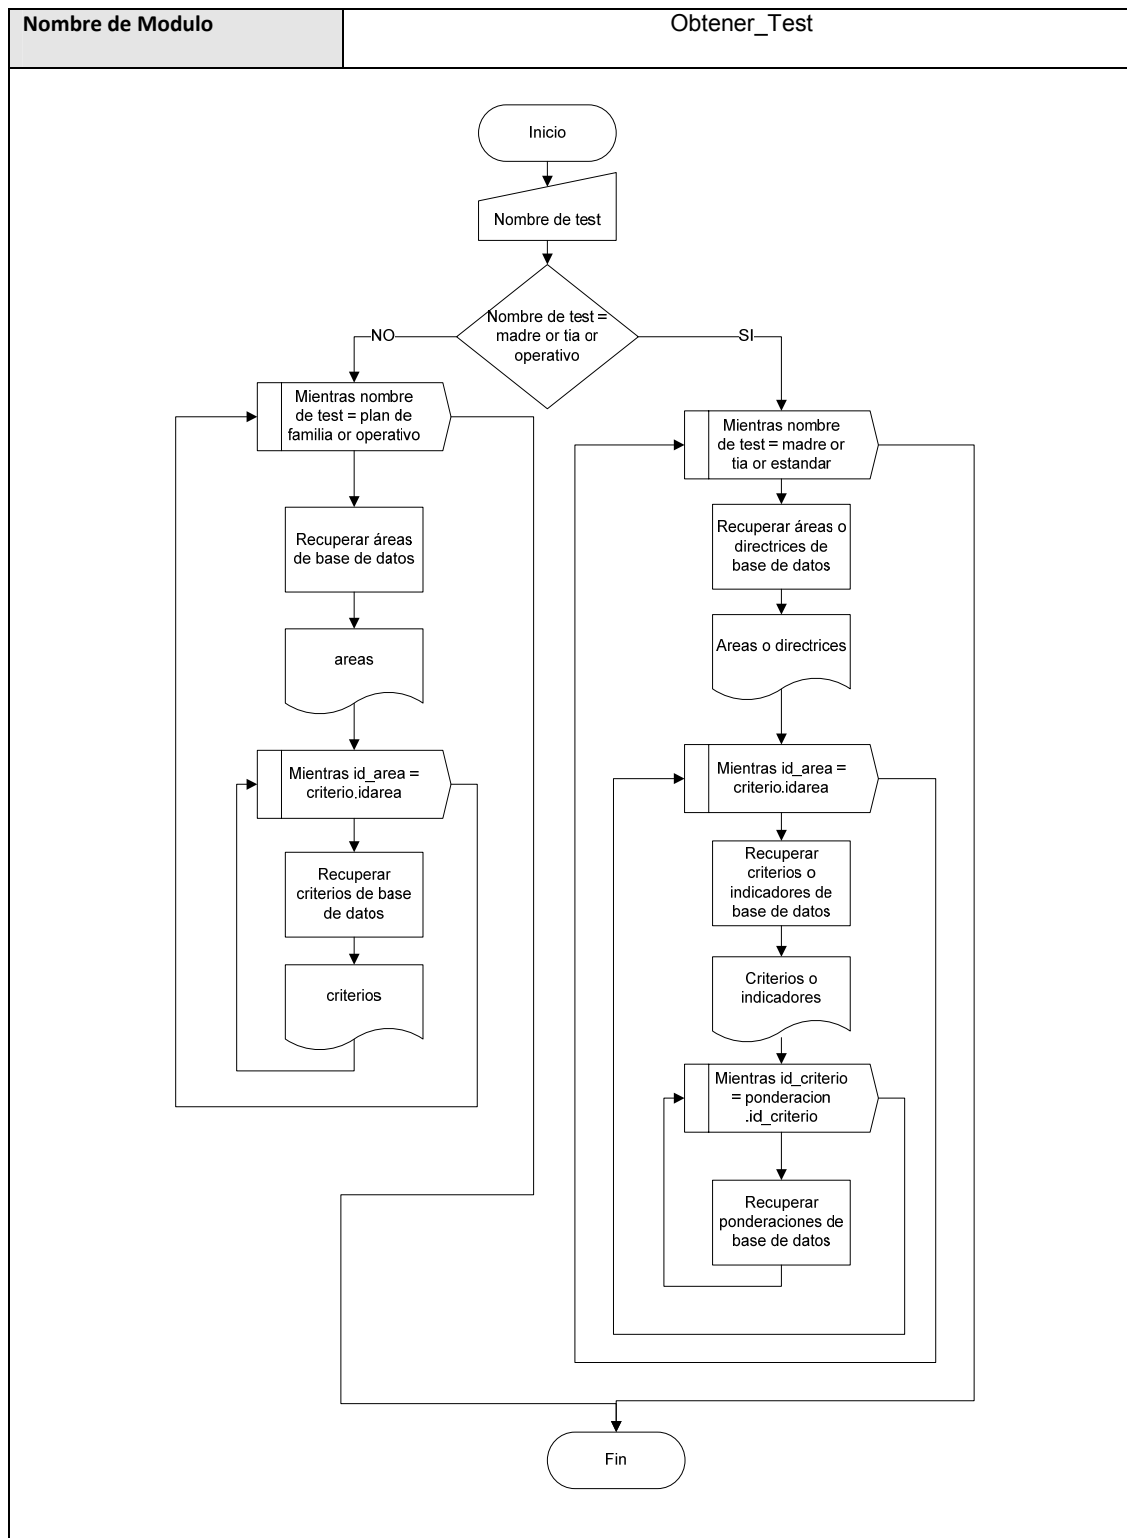 Nombre de Modulo
Obtener_Test
Inicio
Nombre de test
Nombre de test =
madre or tia or
operativo
NO
SI
Mientras nombre
de test = plan de
familia or operativo
Recuperar áreas
de base de datos
areas
Mientras id_area =
criterio.idarea
Recuperar
criterios de base
de datos
criterios
Mientras nombre
de test = madre or
tia or estandar
Recuperar áreas o
directrices de
base de datos
Areas o directrices
Mientras id_area =
criterio.idarea
Recuperar
criterios o
indicadores de
base de datos
Criterios o
indicadores
Mientras id_criterio
= ponderacion
.id_criterio
Recuperar
ponderaciones de
base de datos
Fin